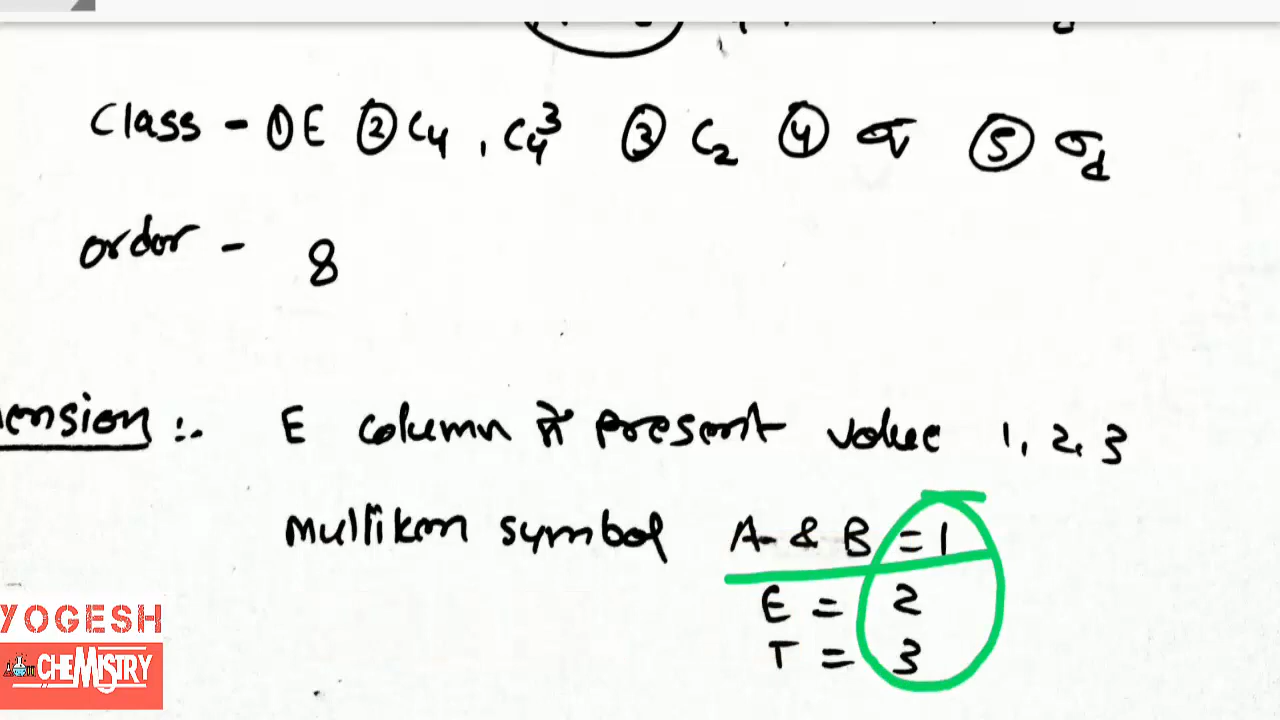 class - ① E ② C₄, C₄³ ③ C₂ ④ σv ⑤ σd
order - 8
ension :- E column में present value 1, 2, 3
mullikan symbol A & B = 1
E = 2
T = 3
YOGESH
CHEMISTRY